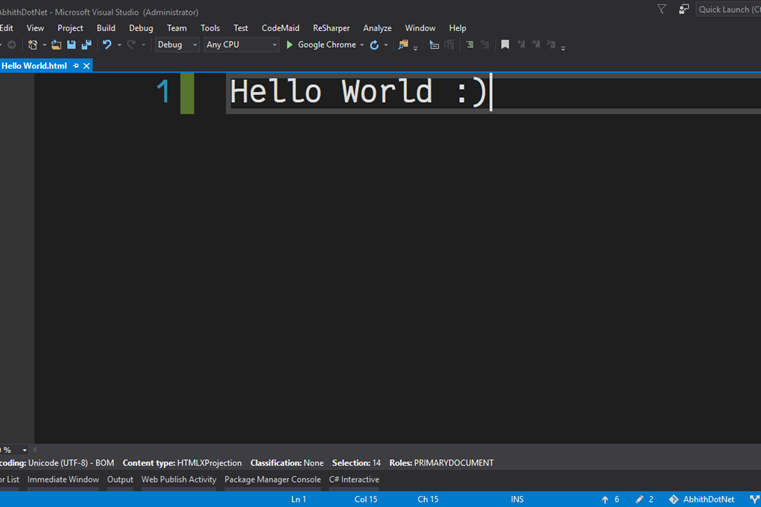 AbhithDotNet - Microsoft Visual Studio (Administrator)
Quick Launch (Ct
Edit View Project Build Debug Team Tools Test CodeMaid ReSharper Analyze Window Help
Debug Any CPU Google Chrome
Hello World.html
1 Hello World :)
%
coding: Unicode (UTF-8) - BOM Content type: HTMLXProjection Classification: None Selection: 14 Roles: PRIMARYDOCUMENT
or List Immediate Window Output Web Publish Activity Package Manager Console C# Interactive
Ln 1 Col 15 Ch 15 INS 6 2 AbhithDotNet